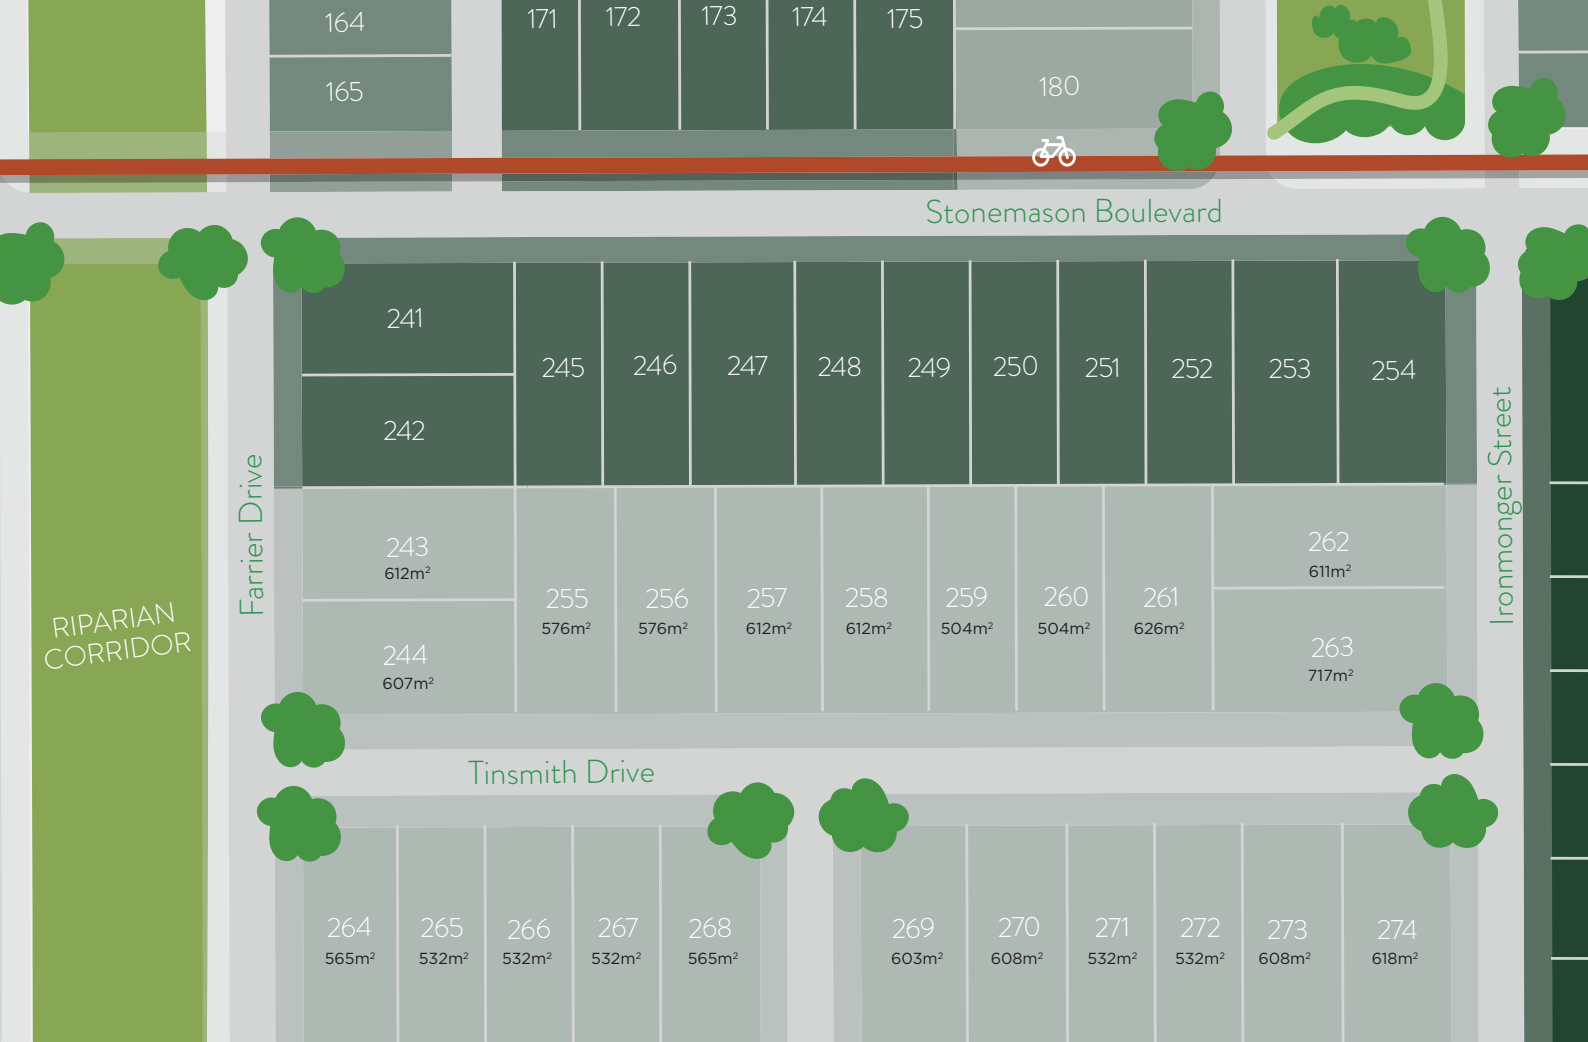 164
171
172
173
174
175
165
180
Stonemason Boulevard
241
242
245
246
247
248
249
250
251
252
253
254
Farrier Drive
Ironmonger Street
RIPARIAN
CORRIDOR
243
612m²
244
607m²
255
576m²
256
576m²
257
612m²
258
612m²
259
504m²
260
504m²
261
626m²
262
611m²
263
717m²
Tinsmith Drive
264
565m²
265
532m²
266
532m²
267
532m²
268
565m²
269
603m²
270
608m²
271
532m²
272
532m²
273
608m²
274
618m²